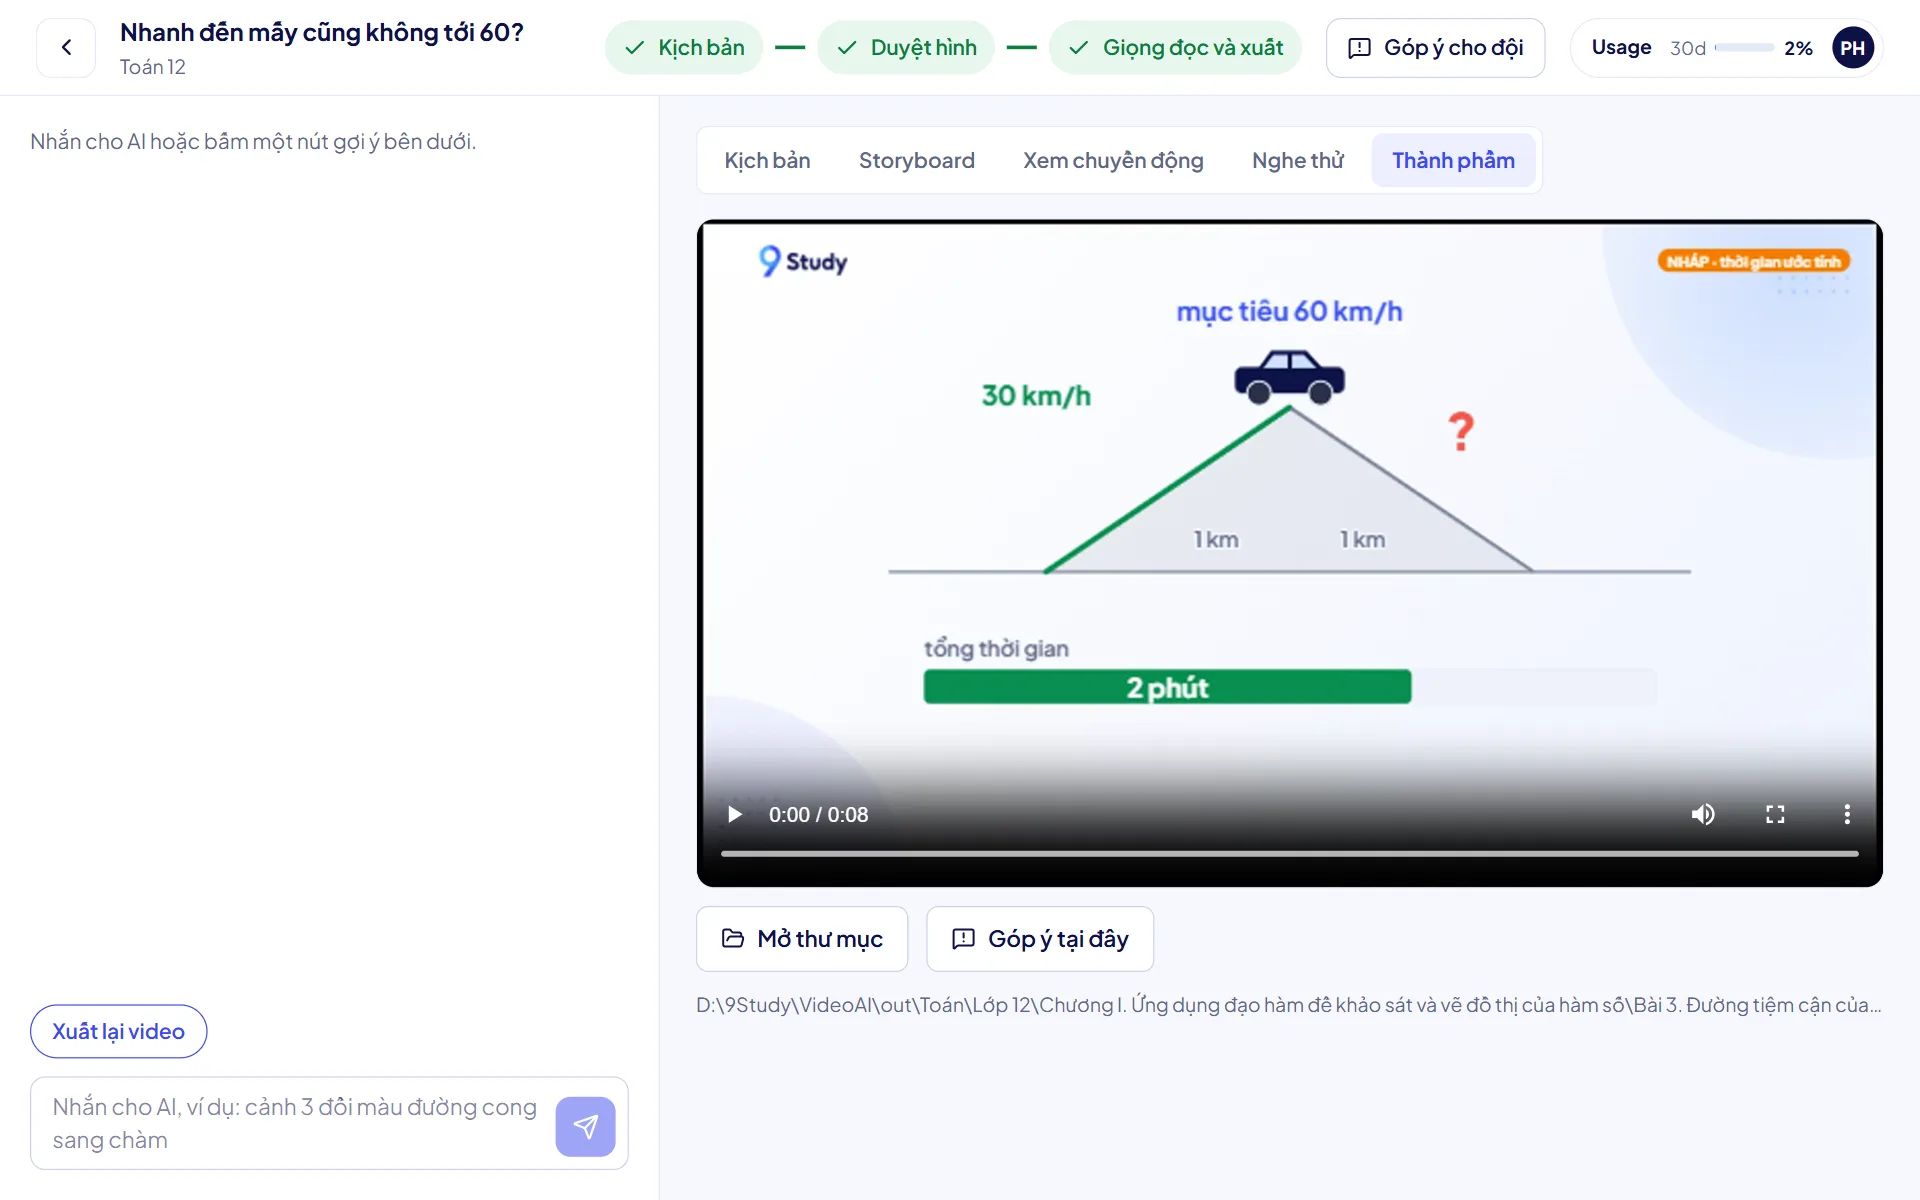 Nhanh đến mấy cũng không tới 60?
Toán 12
Kịch bản
Duyệt hình
Giọng đọc và xuất
Góp ý cho đội
Usage 30d 2% PH
Nhắn cho AI hoặc bấm một nút gợi ý bên dưới.
Kịch bản
Storyboard
Xem chuyển động
Nghe thử
Thành phẩm
9 Study
NHÁP - thời gian ước tính
mục tiêu 60 km/h
30 km/h
?
1 km
1 km
tổng thời gian
2 phút
0:00 / 0:08
Mở thư mục
Góp ý tại đây
D:\9Study\VideoAI\out\Toán\Lớp 12\Chương I. Ứng dụng đạo hàm để khảo sát và vẽ đồ thị của hàm số\Bài 3. Đường tiệm cận của...
Xuất lại video
Nhắn cho AI, ví dụ: cảnh 3 đổi màu đường cong
sang chàm